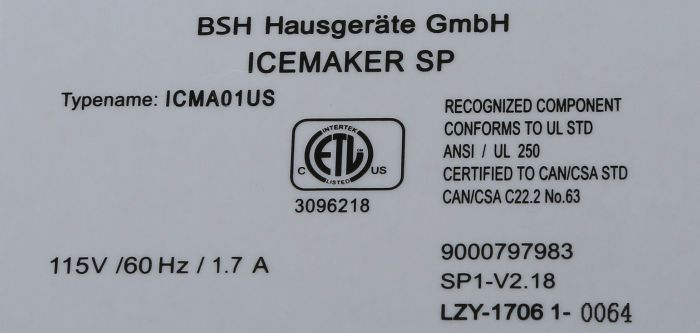 BSH Hausgeräte GmbH
ICEMAKER SP
Typename: ICMA01US
RECOGNIZED COMPONENT
CONFORMS TO UL STD
ANSI / UL 250
CERTIFIED TO CAN/CSA STD
CAN/CSA C22.2 No.63
INTERTEK
C ETL US
LISTED
3096218
115V /60 Hz / 1.7 A
9000797983
SP1-V2.18
LZY-1706 1- 0064